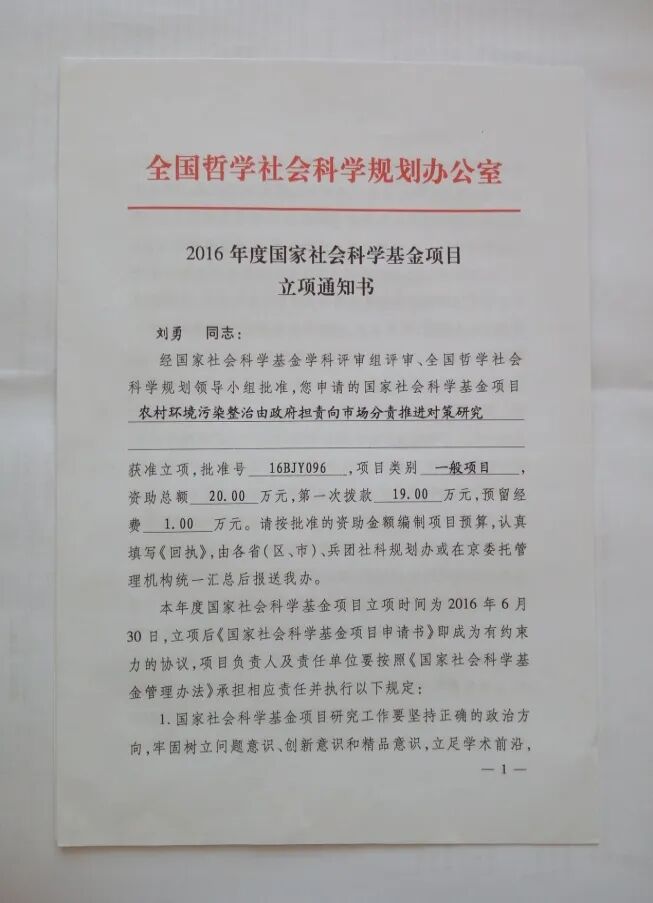 全国哲学社会科学规划办公室
2016 年度国家社会科学基金项目
立项通知书
刘勇 同志：
经国家社会科学基金学科评审组评审、全国哲学社会
科学规划领导小组批准,您申请的国家社会科学基金项目
农村环境污染整治由政府担责向市场分责推进对策研究
获准立项,批准号 16BJY096 ,项目类别 一般项目 ,
资助总额 20.00 万元,第一次拨款 19.00 万元,预留经
费 1.00 万元。请按批准的资助金额编制项目预算,认真
填写《回执》,由各省(区、市)、兵团社科规划办或在京委托管
理机构统一汇总后报送我办。
本年度国家社会科学基金项目立项时间为 2016 年 6 月
30 日,立项后《国家社会科学基金项目申请书》即成为有约束
力的协议,项目负责人及责任单位要按照《国家社会科学基
金管理办法》承担相应责任并执行以下规定：
1. 国家社会科学基金项目研究工作要坚持正确的政治方
向,牢固树立问题意识、创新意识和精品意识,立足学术前沿,
— 1 —